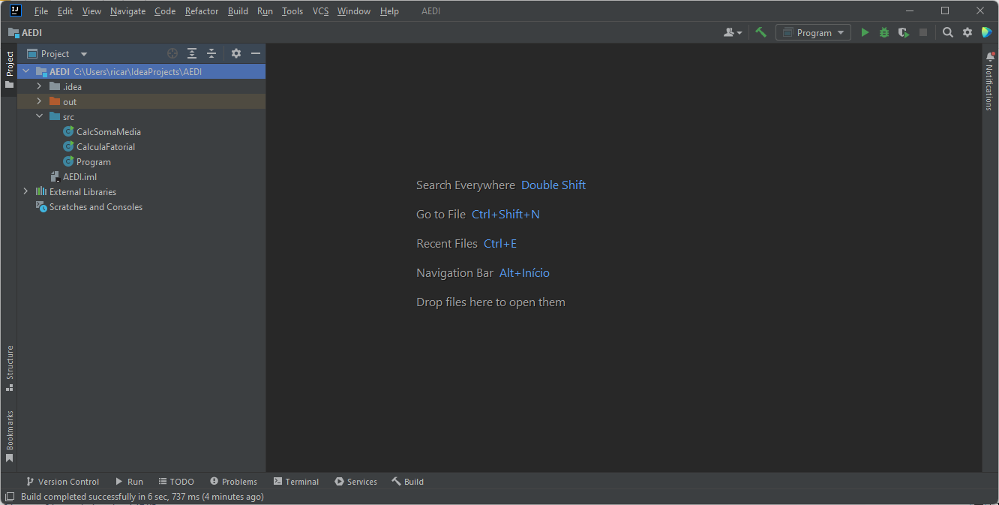 IJ File Edit View Navigate Code Refactor Build Run Tools VCS Window Help AEDI
AEDI
Program
Project
Project
AEDI C:\Users\ricar\IdeaProjects\AEDI
.idea
out
src
CalcSomaMedia
CalculaFatorial
Program
AEDI.iml
External Libraries
Scratches and Consoles
Search Everywhere Double Shift
Go to File Ctrl+Shift+N
Recent Files Ctrl+E
Navigation Bar Alt+Início
Drop files here to open them
Notifications
Structure
Bookmarks
Version Control Run TODO Problems Terminal Services Build
Build completed successfully in 6 sec, 737 ms (4 minutes ago)